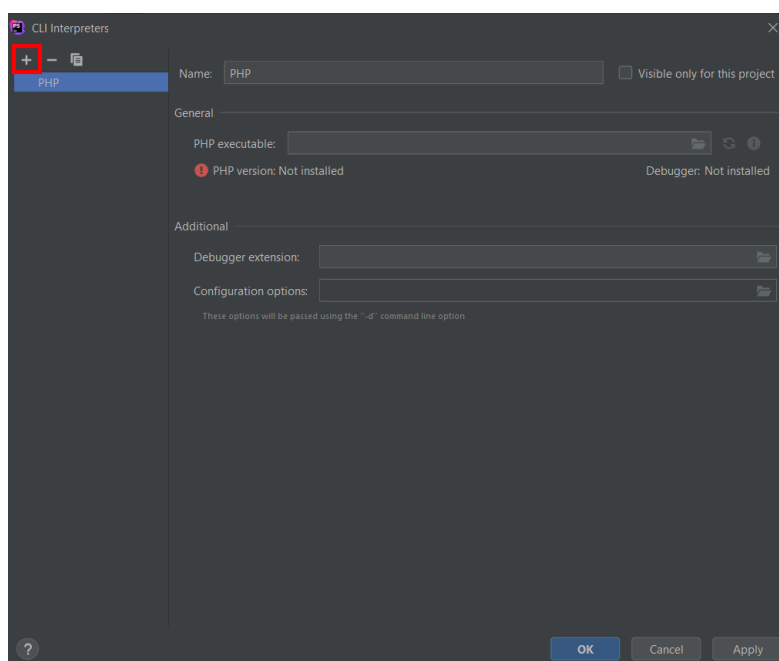 CLI Interpreters
PHP
Name: PHP
Visible only for this project
General
PHP executable:
PHP version: Not installed
Debugger: Not installed
Additional
Debugger extension:
Configuration options:
These options will be passed using the "-d" command line option
?
OK
Cancel
Apply